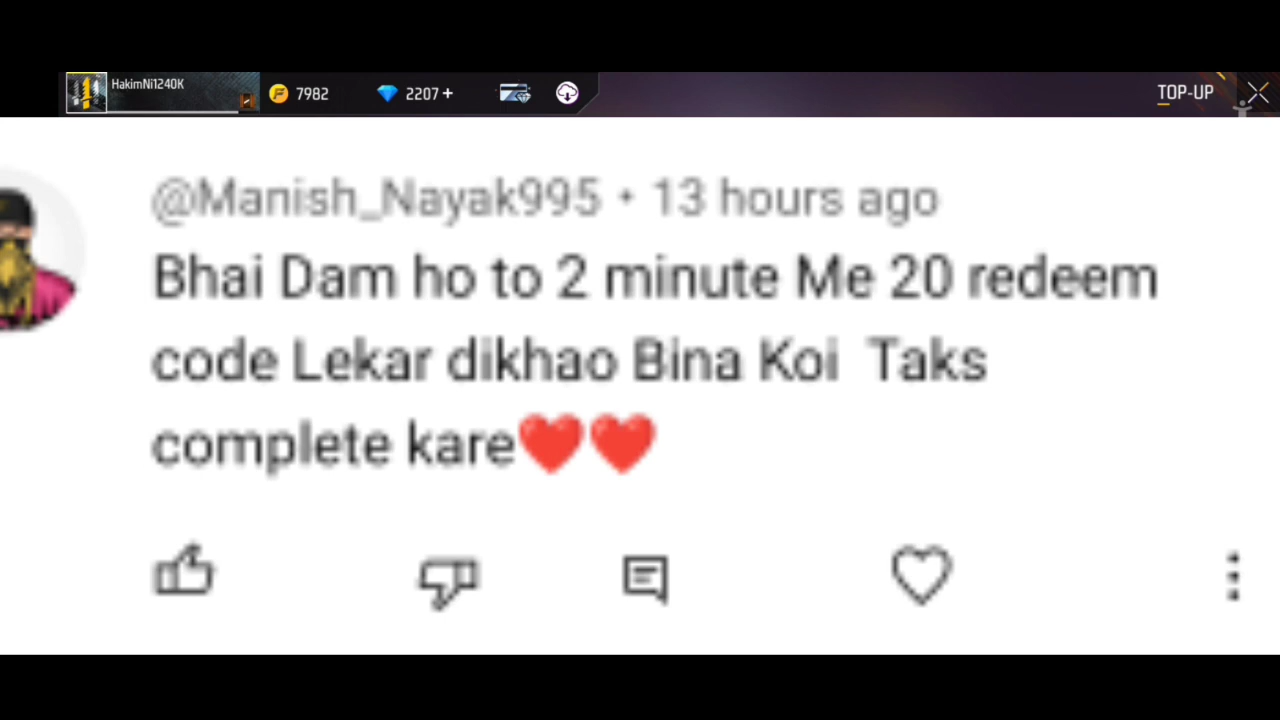 HakimNi1240K
7982
2207 +
TOP-UP
@Manish_Nayak995 • 13 hours ago
Bhai Dam ho to 2 minute Me 20 redeem
code Lekar dikhao Bina Koi Taks
complete kare❤️❤️